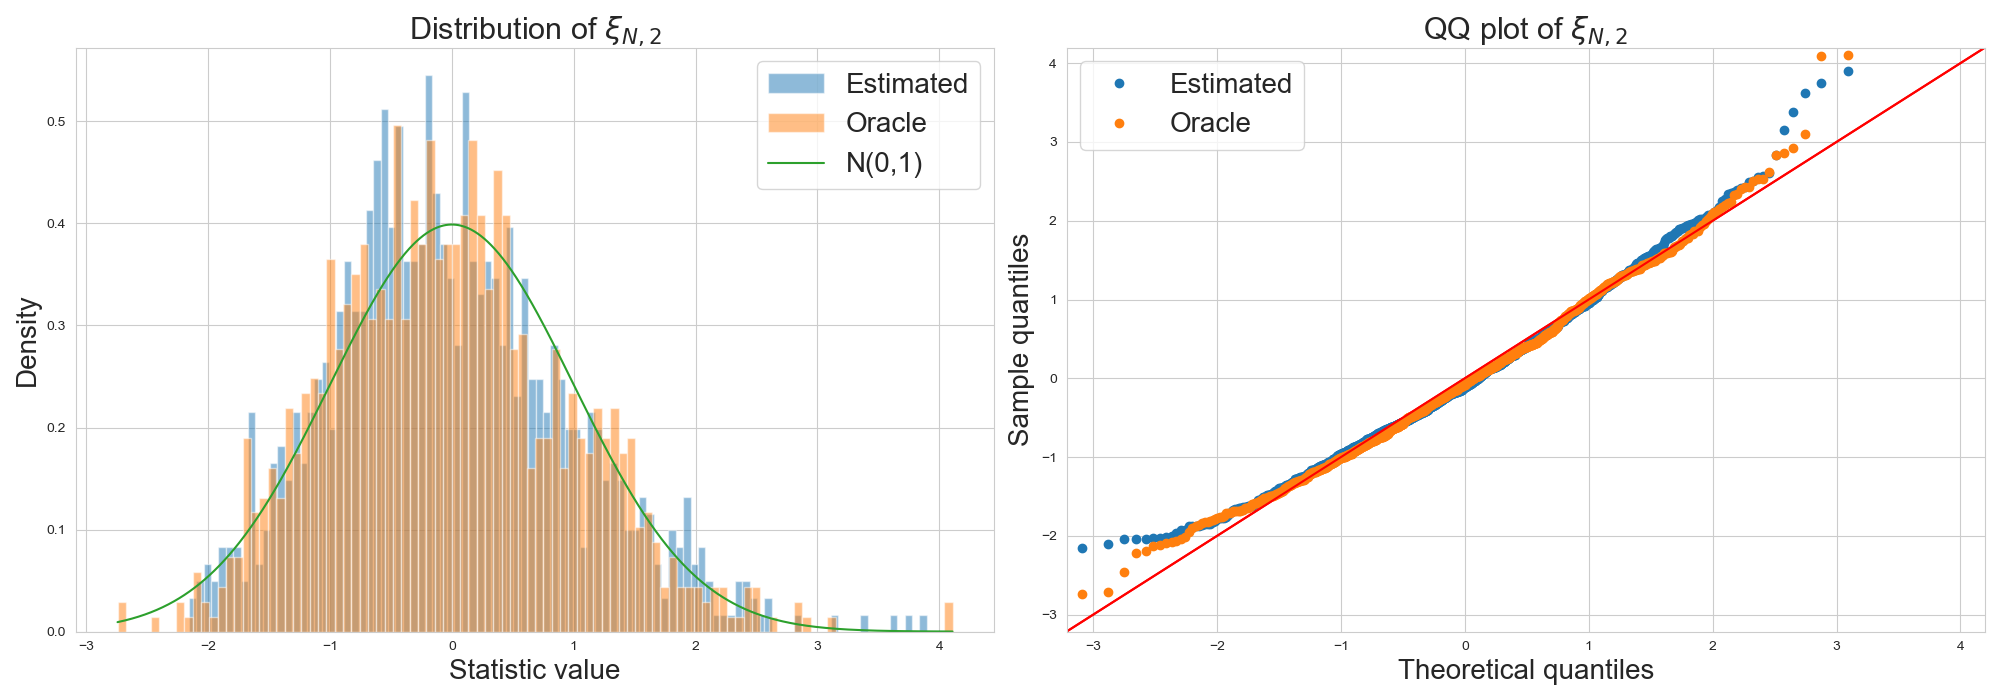 Distribution of ξN, 2
Density
0.5
0.4
0.3
0.2
0.1
0.0
Estimated
Oracle
N(0,1)
−3 −2 −1 0 1 2 3 4
Statistic value
QQ plot of ξN, 2
Sample quantiles
4
3
2
1
0
−1
−2
−3
Estimated
Oracle
−3 −2 −1 0 1 2 3 4
Theoretical quantiles